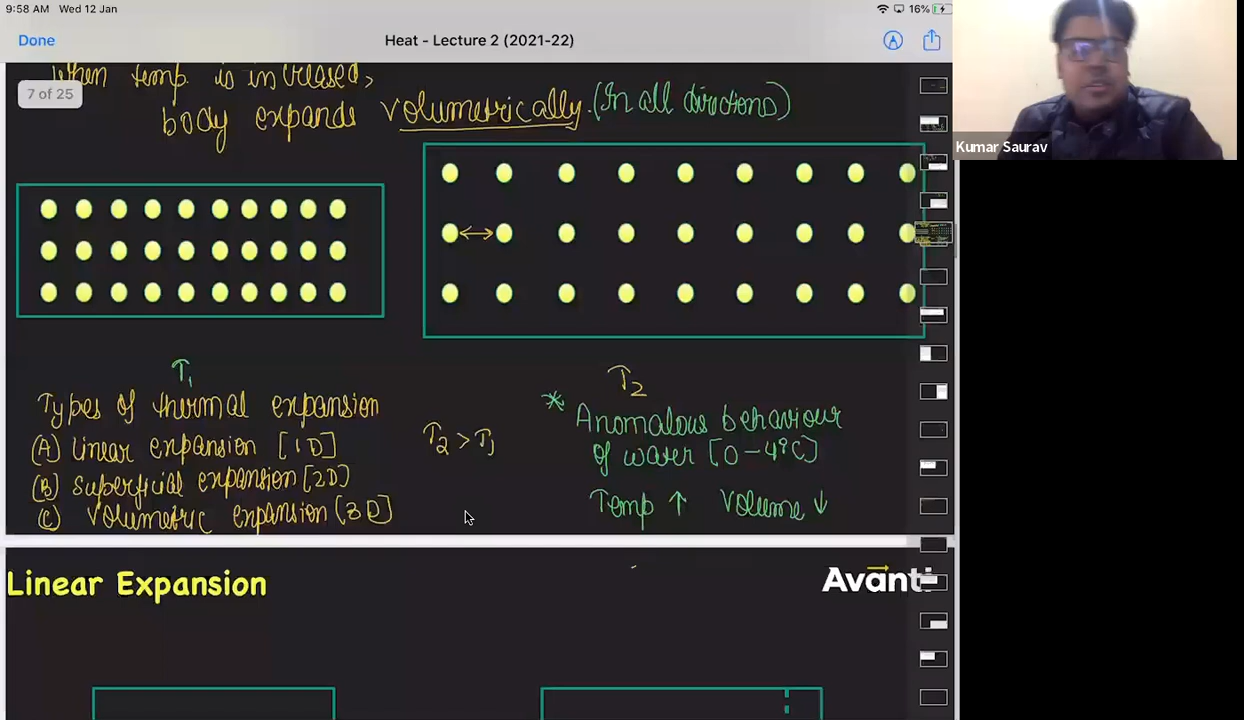 9:58 AM Wed 12 Jan
16%
Done
Heat - Lecture 2 (2021-22)
When temp. is increased,
7 of 25
body expands volumetrically. (In all directions)
Kumar Saurav
T1
T2
Types of thermal expansion
(A) linear expansion [1D]
(B) superficial expansion [2D]
(C) volumetric expansion [3D]
T2 > T1
* Anomalous behaviour
of water [0-4°C]
Temp ↑ Volume ↓
Linear Expansion
Avanti